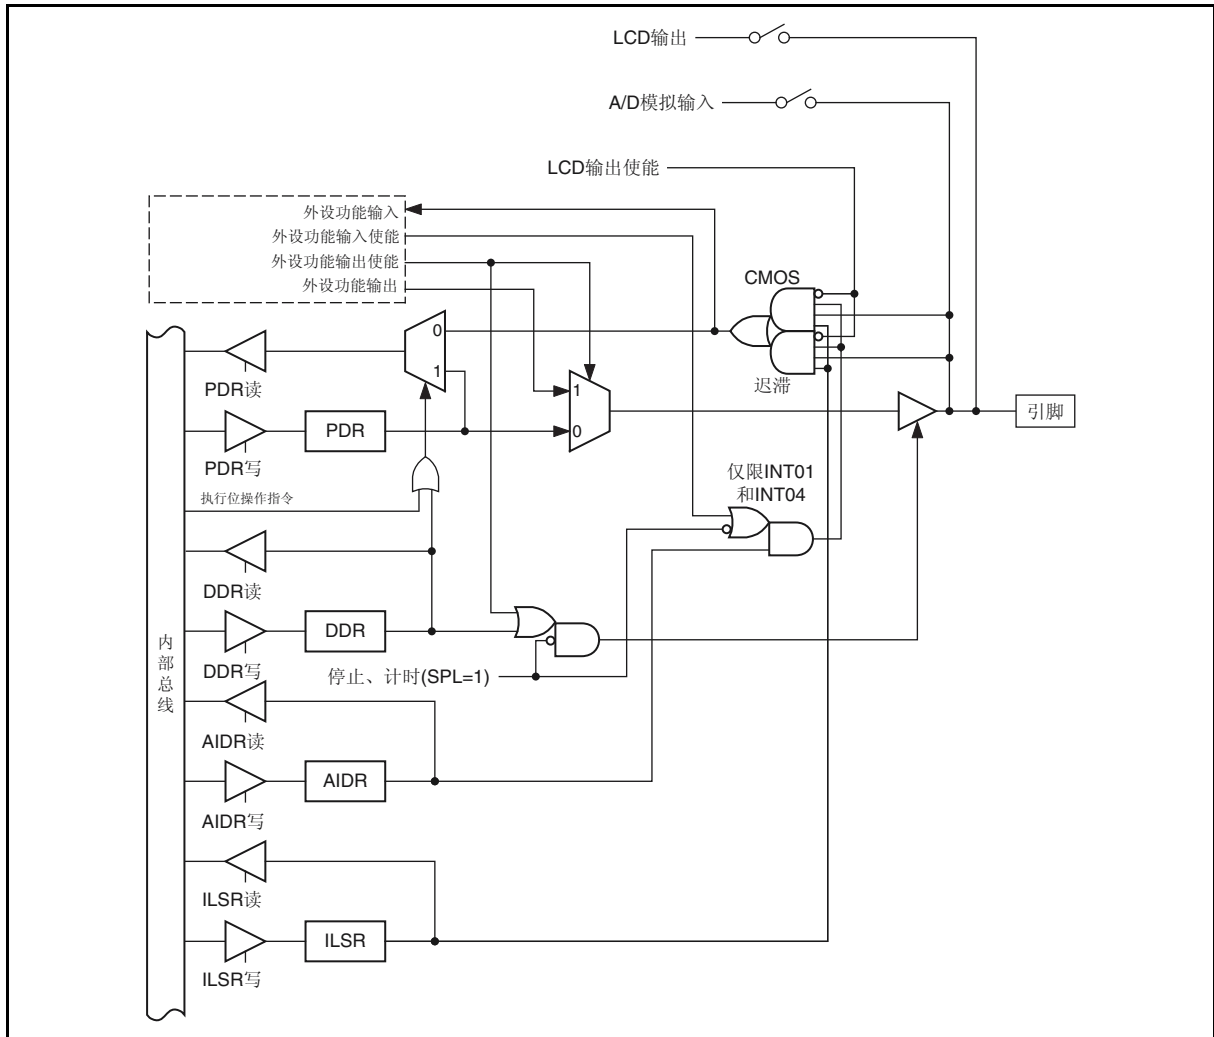 LCD输出
A/D模拟输入
LCD输出使能
外设功能输入
外设功能输入使能
外设功能输出使能
外设功能输出
CMOS
0
1
迟滞
PDR读
1
0
PDR
引脚
PDR写
仅限INT01
和INT04
执行位操作指令
DDR读
DDR
内部总线
DDR写
停止、计时(SPL=1)
AIDR读
AIDR
AIDR写
ILSR读
ILSR
ILSR写